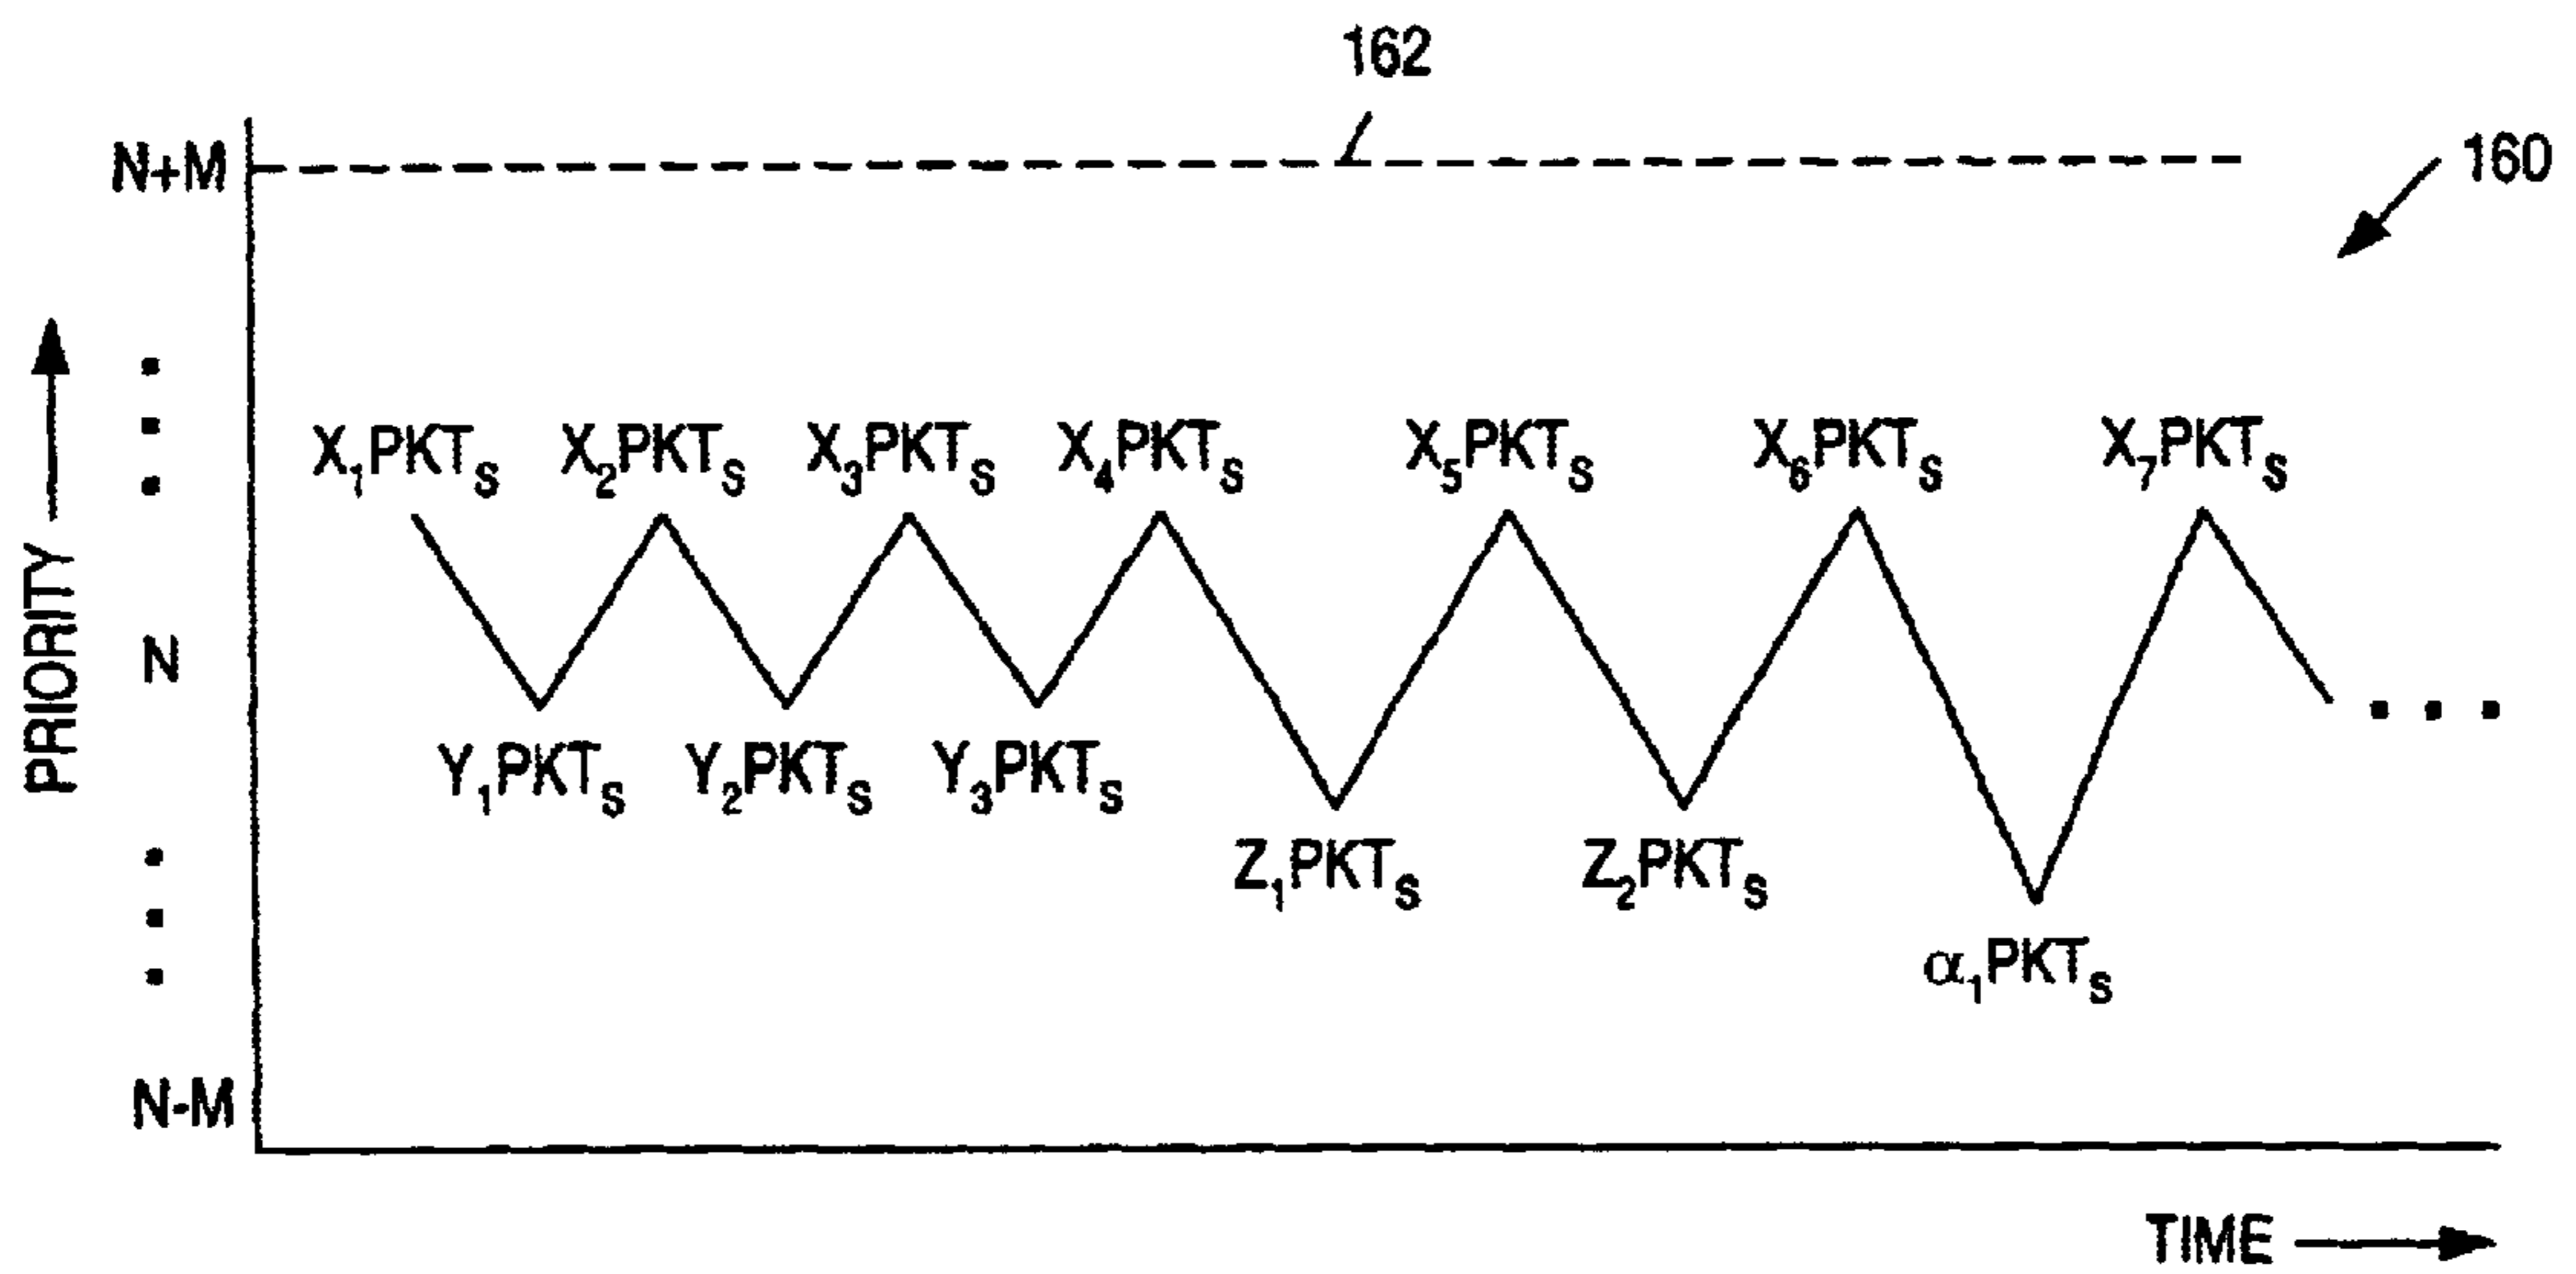 162
N+M
160
X₁PKTₛ X₂PKTₛ X₃PKTₛ X₄PKTₛ X₅PKTₛ X₆PKTₛ X₇PKTₛ
PRIORITY
N
Y₁PKTₛ Y₂PKTₛ Y₃PKTₛ
Z₁PKTₛ Z₂PKTₛ
α₁PKTₛ
N-M
TIME